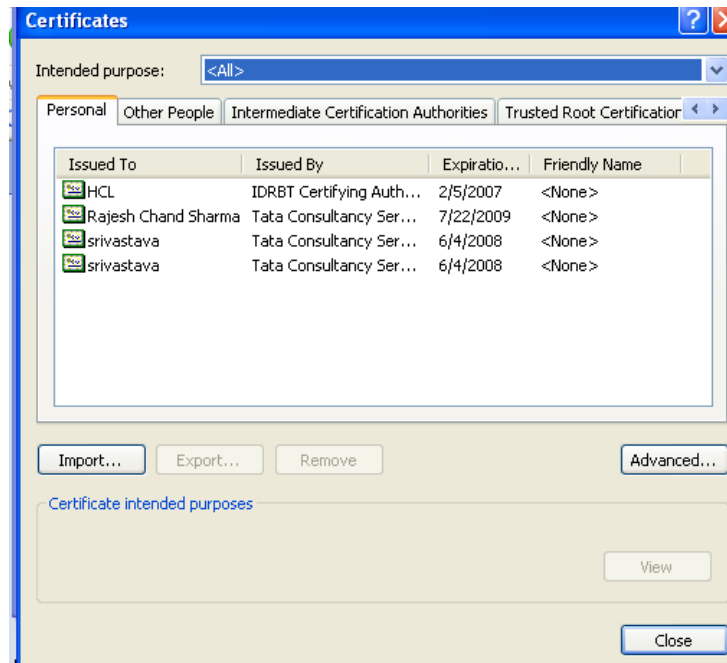 Certificates
Intended purpose: <All>
Personal Other People Intermediate Certification Authorities Trusted Root Certification
Issued To Issued By Expiratio... Friendly Name
HCL IDRBT Certifying Auth... 2/5/2007 <None>
Rajesh Chand Sharma Tata Consultancy Ser... 7/22/2009 <None>
srivastava Tata Consultancy Ser... 6/4/2008 <None>
srivastava Tata Consultancy Ser... 6/4/2008 <None>
Import... Export... Remove Advanced...
Certificate intended purposes
View
Close